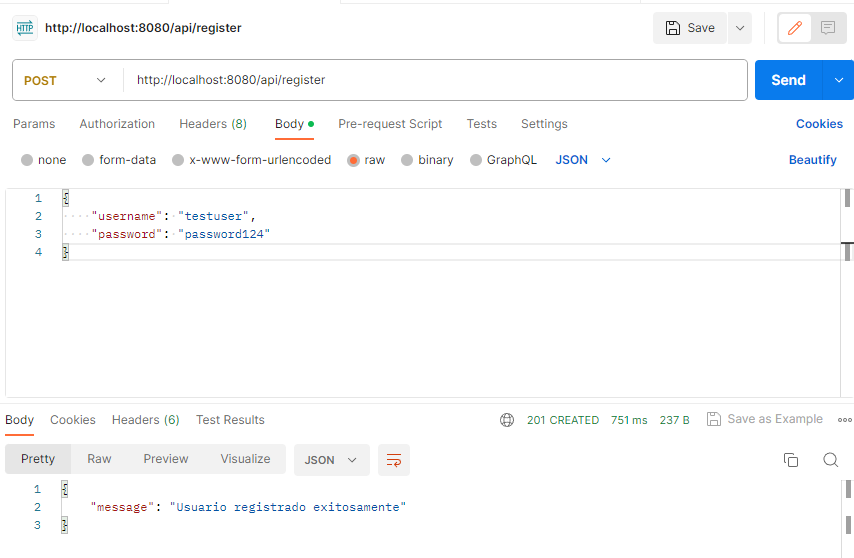 HTTP http://localhost:8080/api/register Save
POST http://localhost:8080/api/register Send
Params Authorization Headers (8) Body Pre-request Script Tests Settings Cookies
none form-data x-www-form-urlencoded raw binary GraphQL JSON Beautify
1 {
2 "username": "testuser",
3 "password": "password124"
4 }
Body Cookies Headers (6) Test Results 201 CREATED 751 ms 237 B Save as Example
Pretty Raw Preview Visualize JSON
1 {
2 "message": "Usuario registrado exitosamente"
3 }